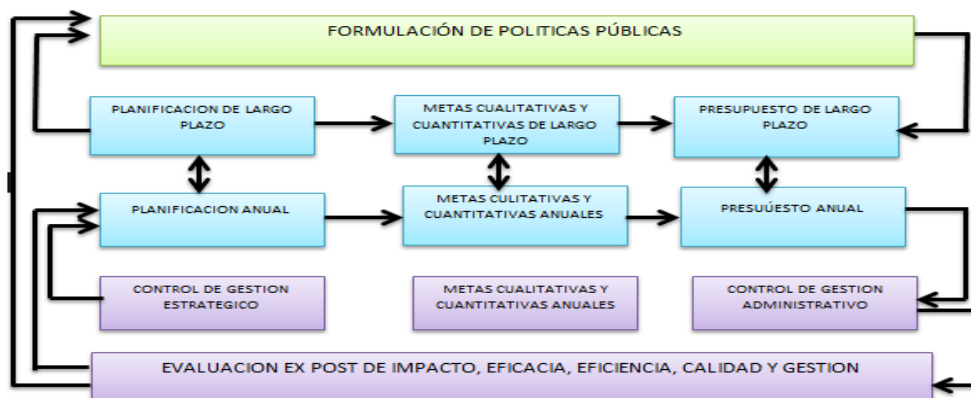 FORMULACIÓN DE POLITICAS PÚBLICAS
PLANIFICACION DE LARGO
PLAZO
METAS CUALITATIVAS Y
CUANTITATIVAS DE LARGO
PLAZO
PRESUPUESTO DE LARGO
PLAZO
PLANIFICACION ANUAL
METAS CULITATIVAS Y
CUANTITATIVAS ANUALES
PRESUÚESTO ANUAL
CONTROL DE GESTION
ESTRATEGICO
METAS CUALITATIVAS Y
CUANTITATIVAS ANUALES
CONTROL DE GESTION
ADMINISTRATIVO
EVALUACION EX POST DE IMPACTO, EFICACIA, EFICIENCIA, CALIDAD Y GESTION